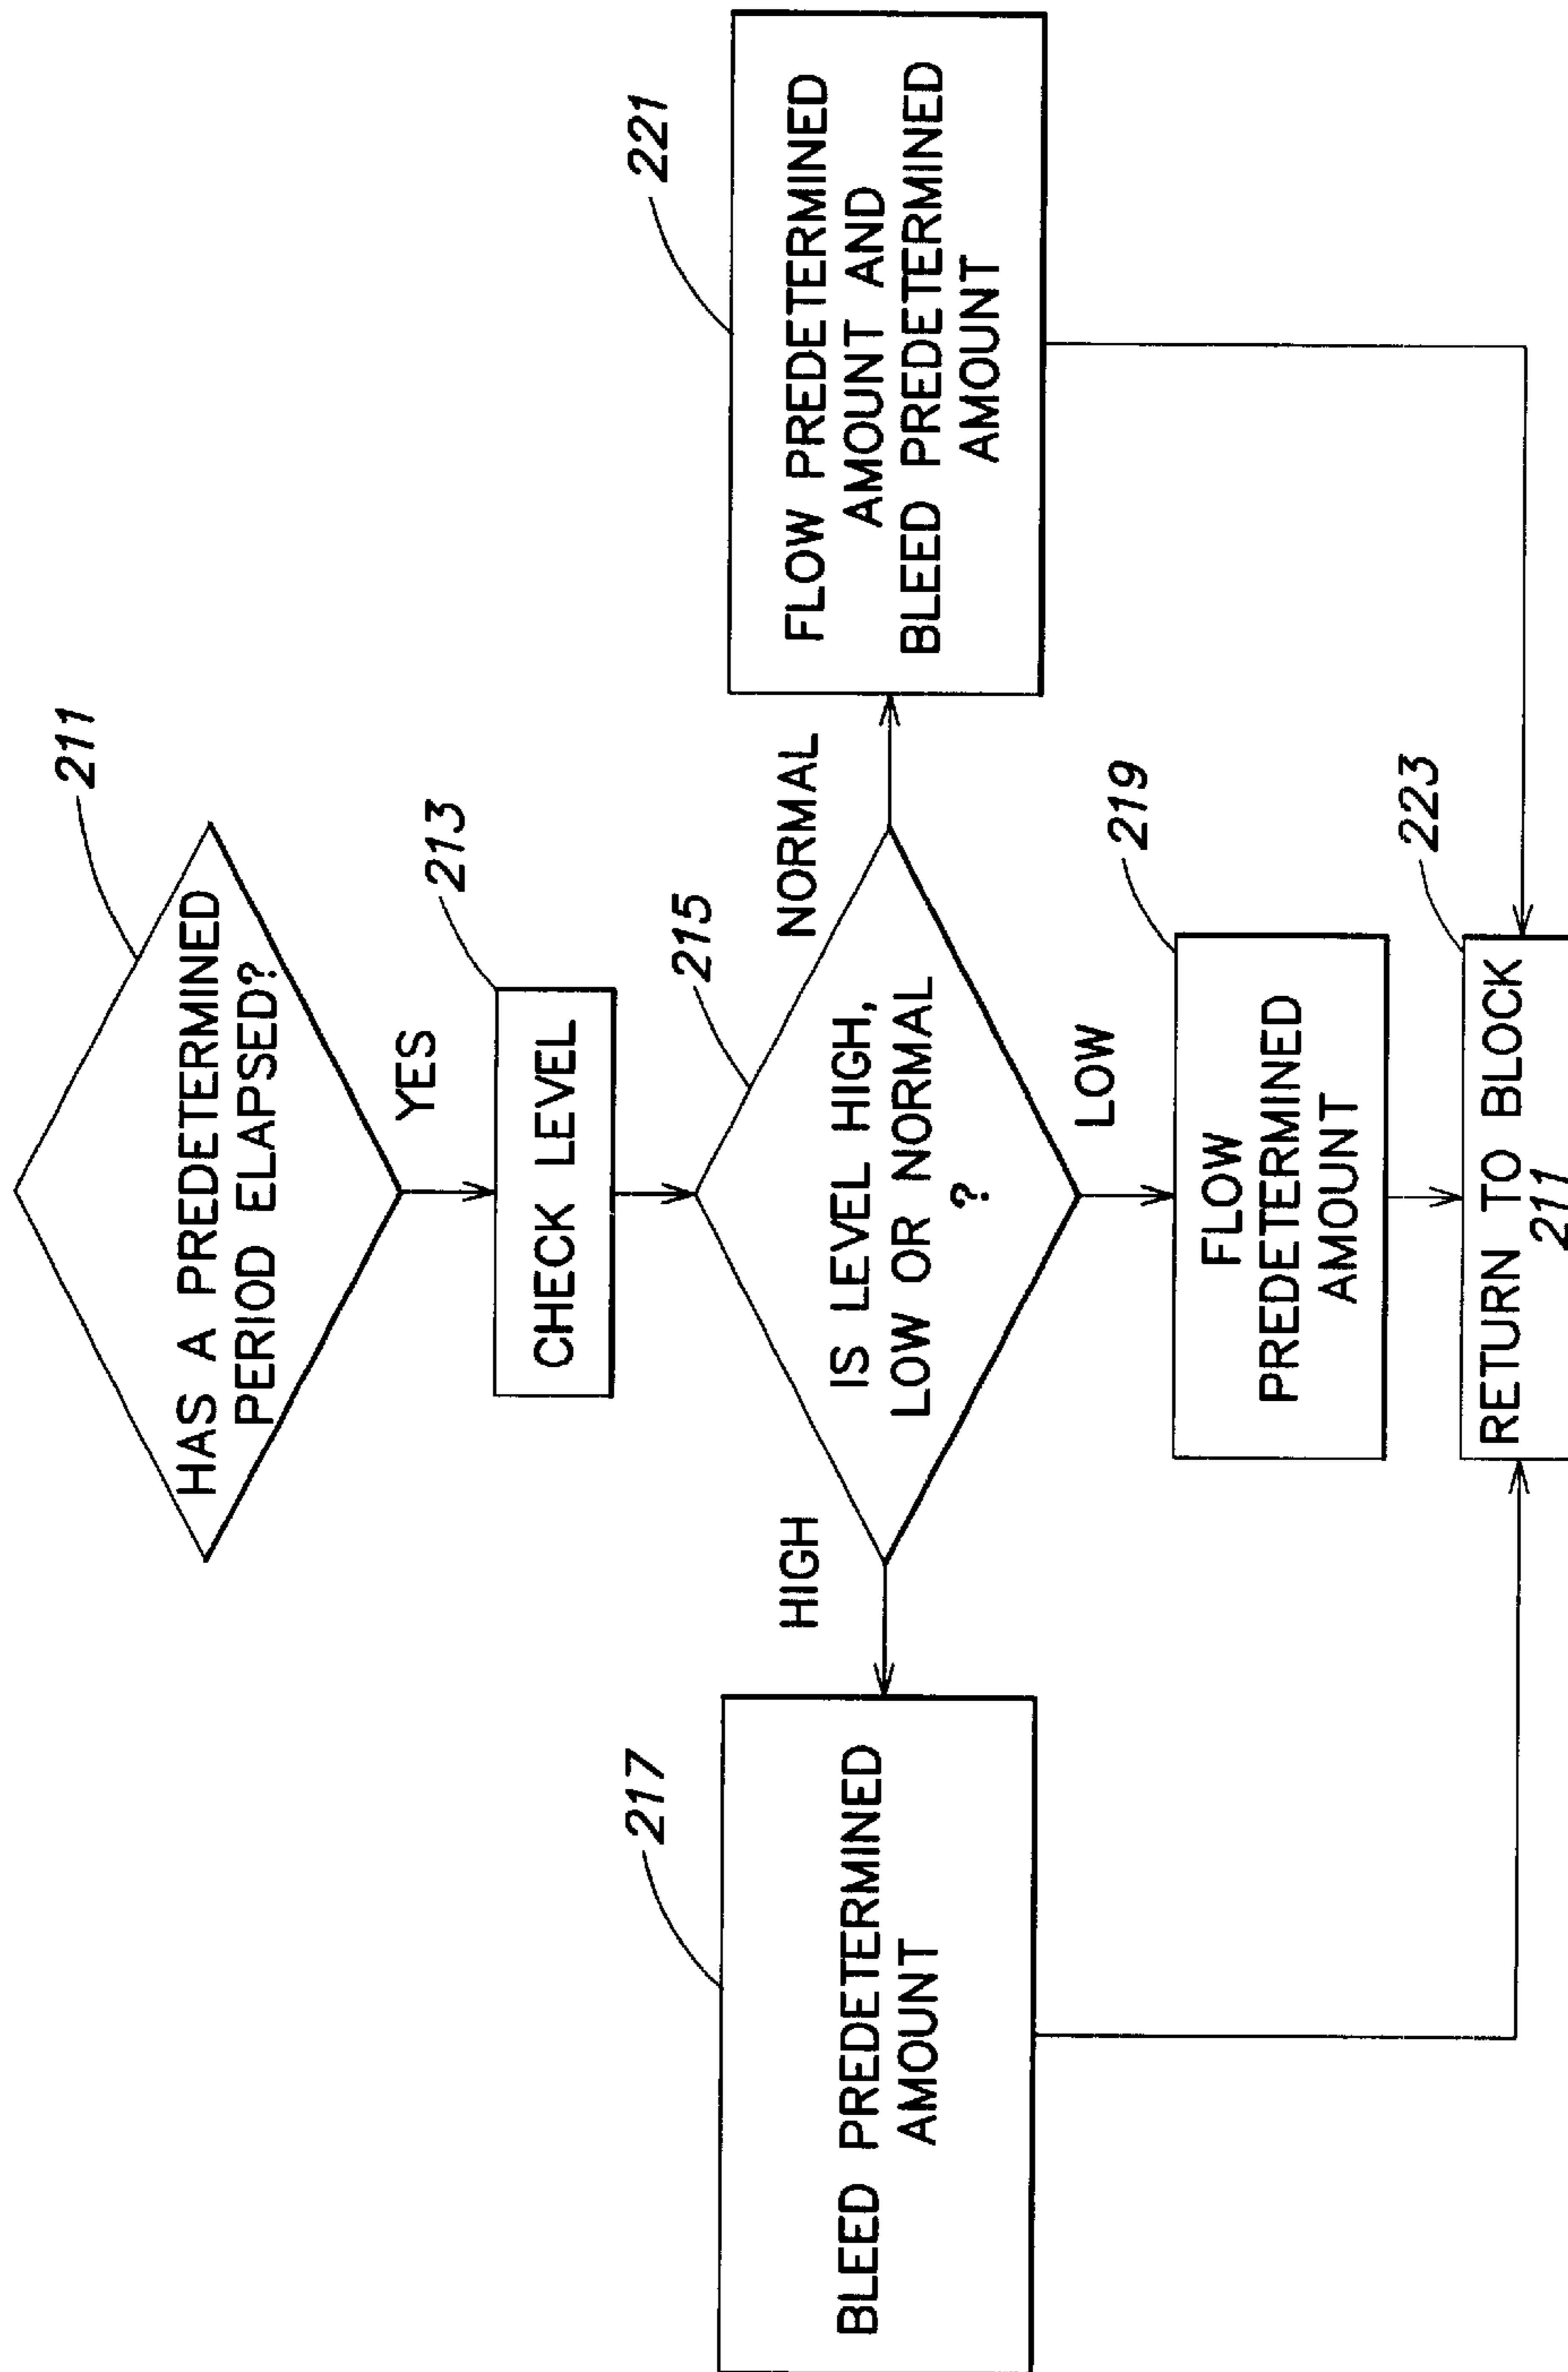 211
HAS A PREDETERMINED
PERIOD ELAPSED?
YES
213
CHECK LEVEL
215
IS LEVEL HIGH,
LOW OR NORMAL
?
HIGH
NORMAL
LOW
217
BLEED PREDETERMINED
AMOUNT
221
FLOW PREDETERMINED
AMOUNT AND
BLEED PREDETERMINED
AMOUNT
219
FLOW
PREDETERMINED
AMOUNT
223
RETURN TO BLOCK
211